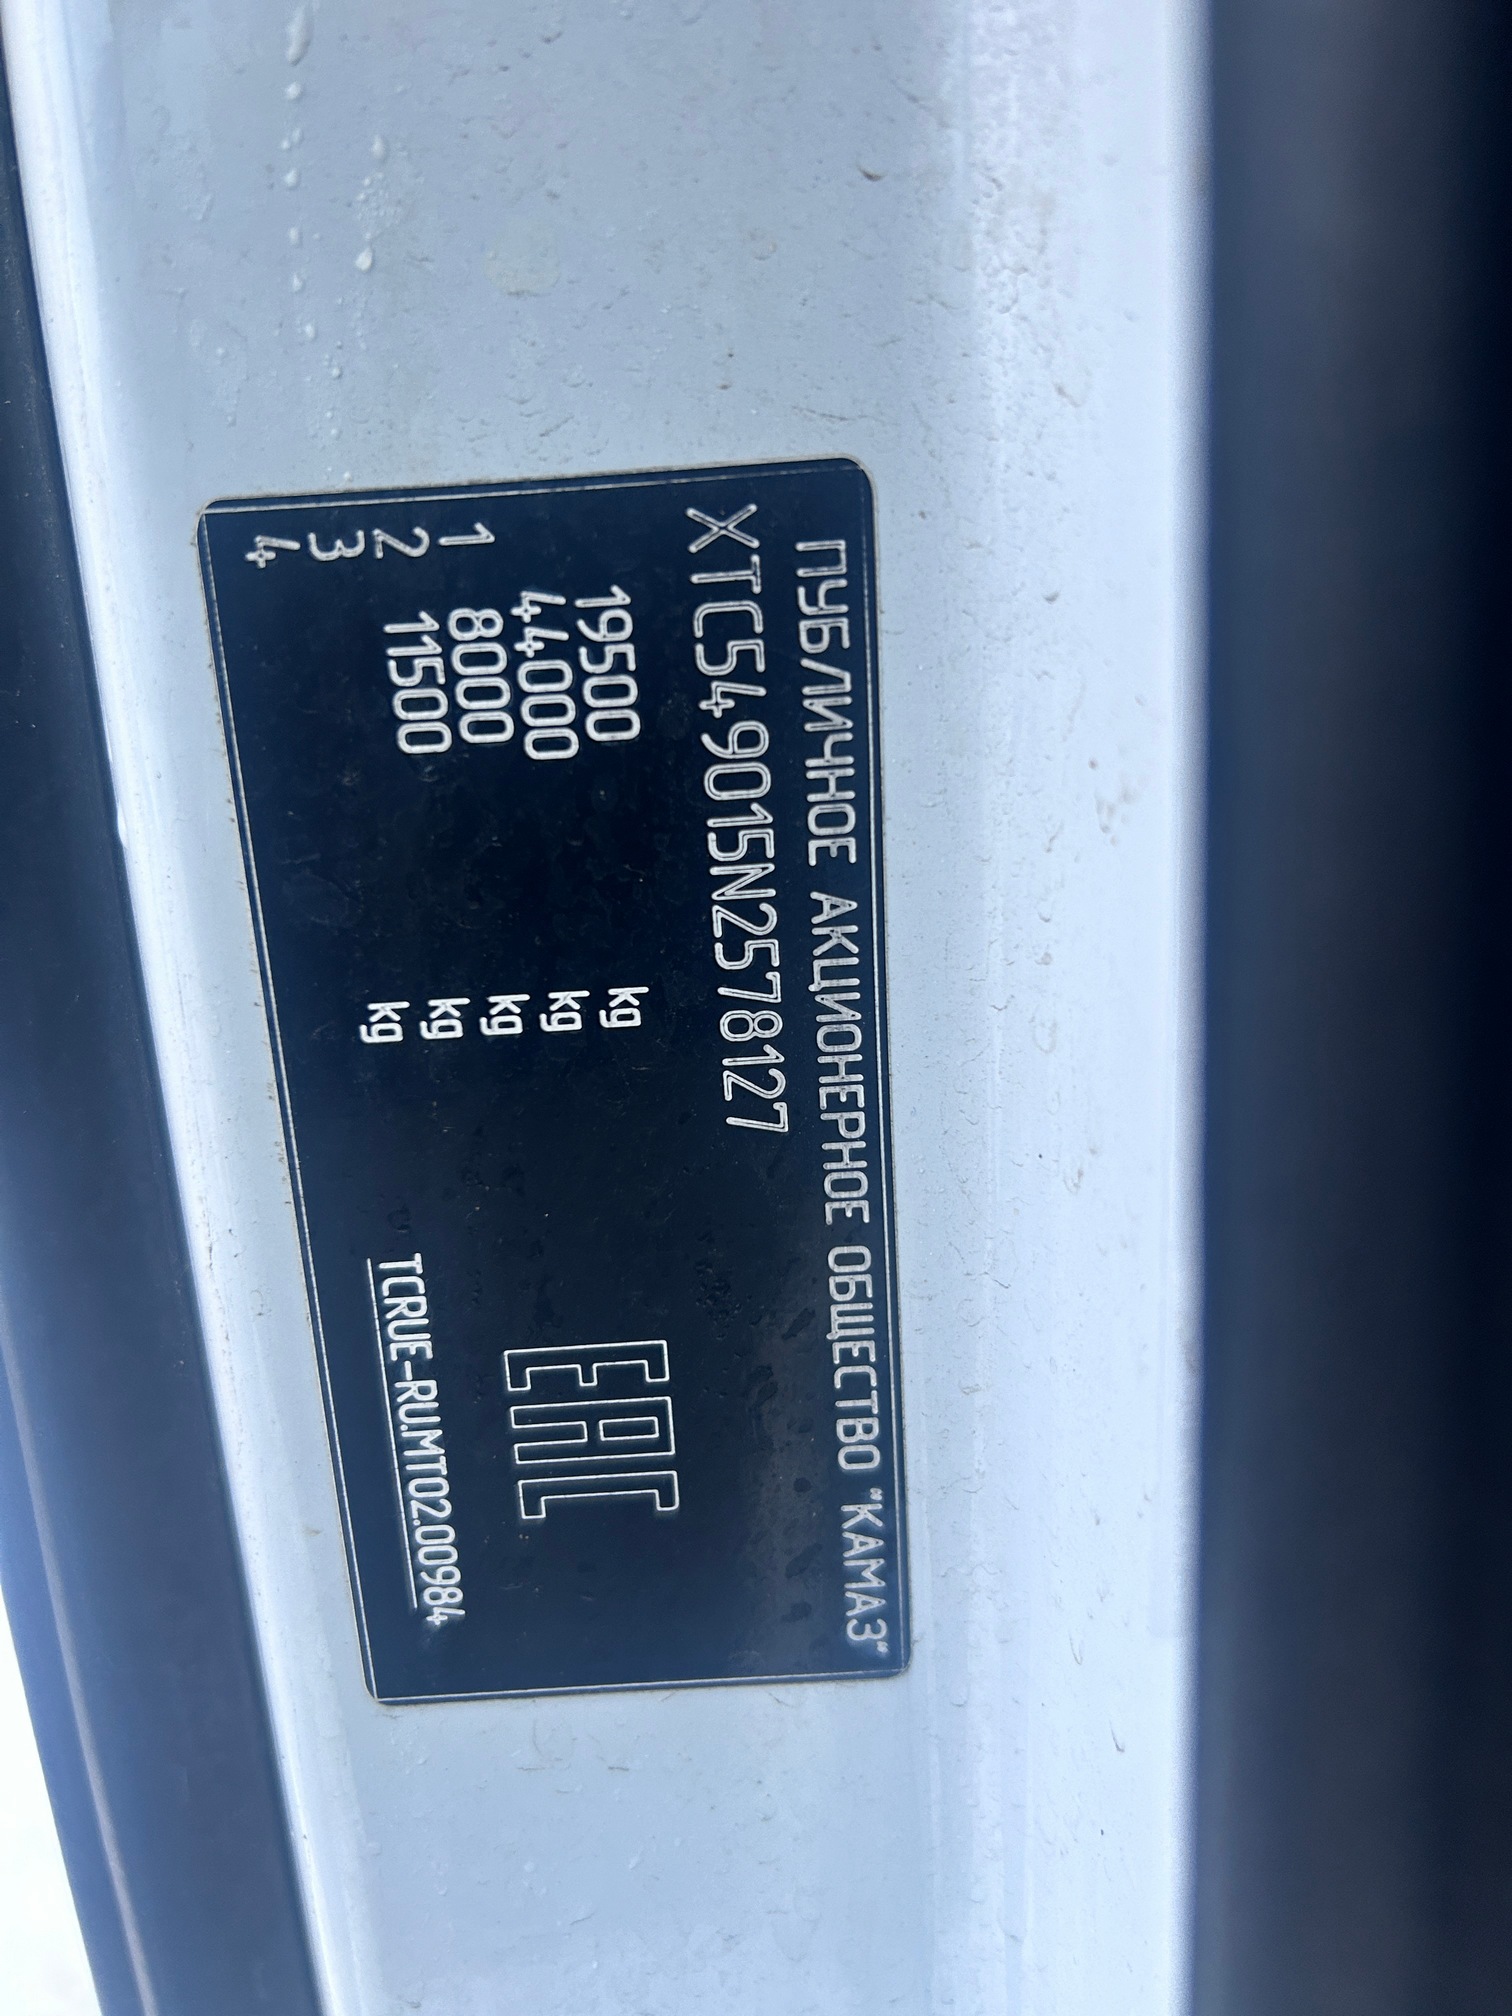 ПУБЛИЧНОЕ АКЦИОНЕРНОЕ ОБЩЕСТВО "КАМАЗ"
XTC549015N2578127
19500 kg
44000 kg
1 8000 kg
2 11500 kg
3 kg
4
EAC
TCRUE-RU.MT02.00984